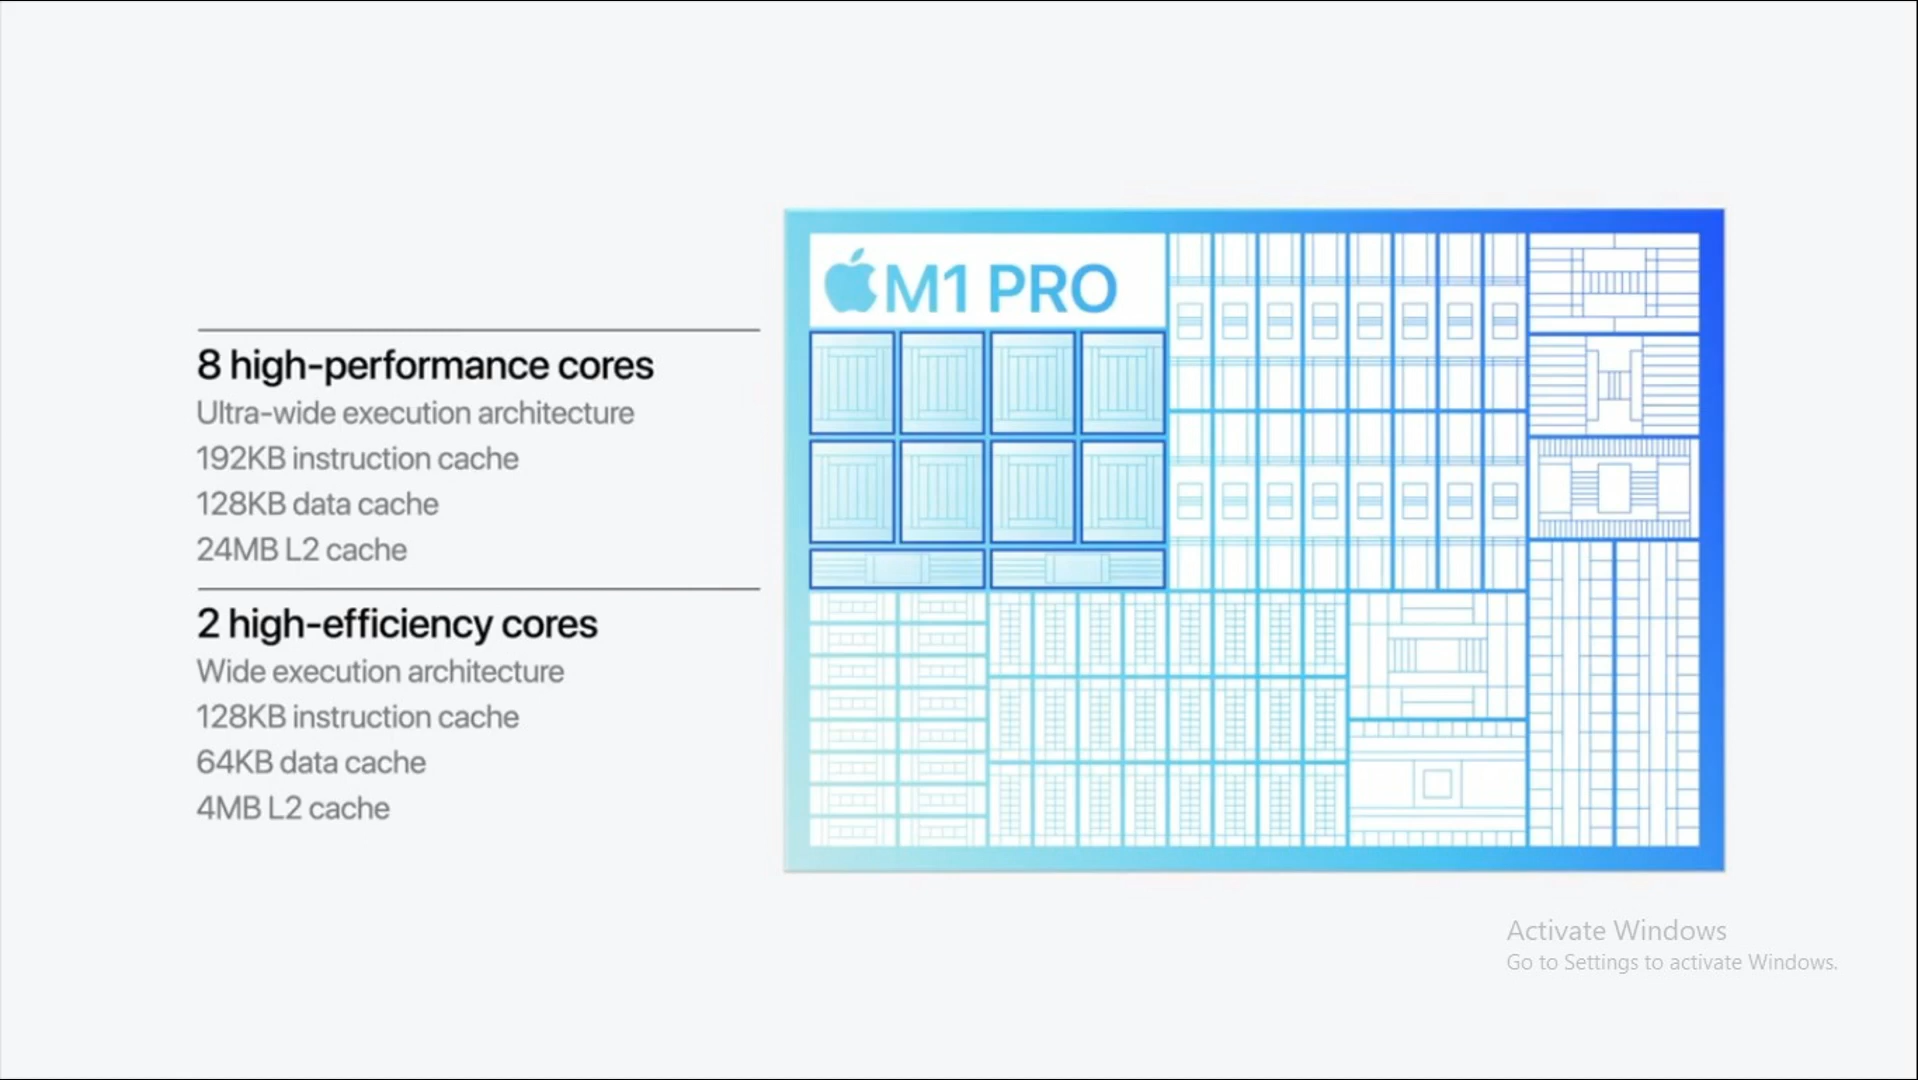 8 high-performance cores
Ultra-wide execution architecture
192KB instruction cache
128KB data cache
24MB L2 cache
2 high-efficiency cores
Wide execution architecture
128KB instruction cache
64KB data cache
4MB L2 cache
M1 PRO
Activate Windows
Go to Settings to activate Windows.